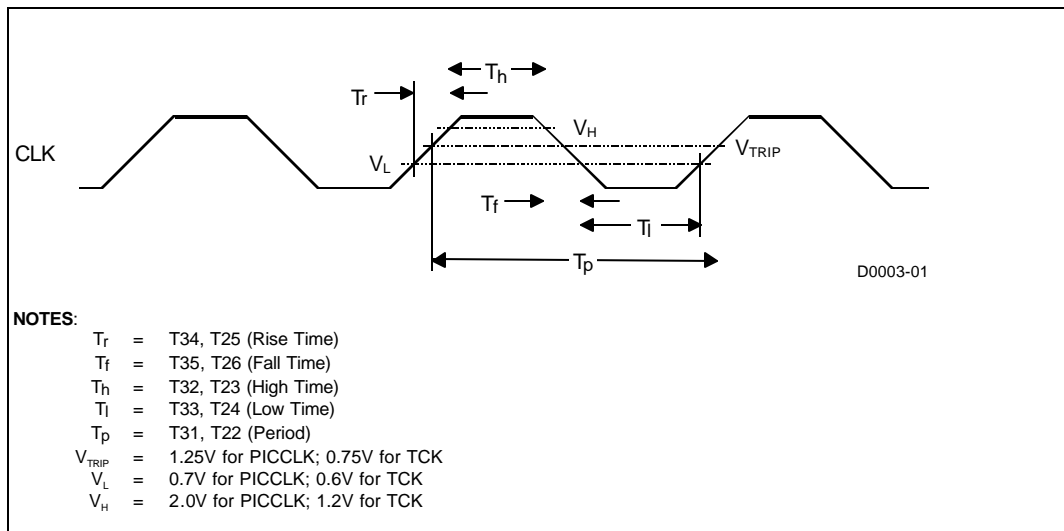 Th
Tr
VH
CLK
VL
VTRIP
Tf
Tl
Tp
D0003-01
NOTES:
Tr = T34, T25 (Rise Time)
Tf = T35, T26 (Fall Time)
Th = T32, T23 (High Time)
Tl = T33, T24 (Low Time)
Tp = T31, T22 (Period)
VTRIP = 1.25V for PICCLK; 0.75V for TCK
VL = 0.7V for PICCLK; 0.6V for TCK
VH = 2.0V for PICCLK; 1.2V for TCK